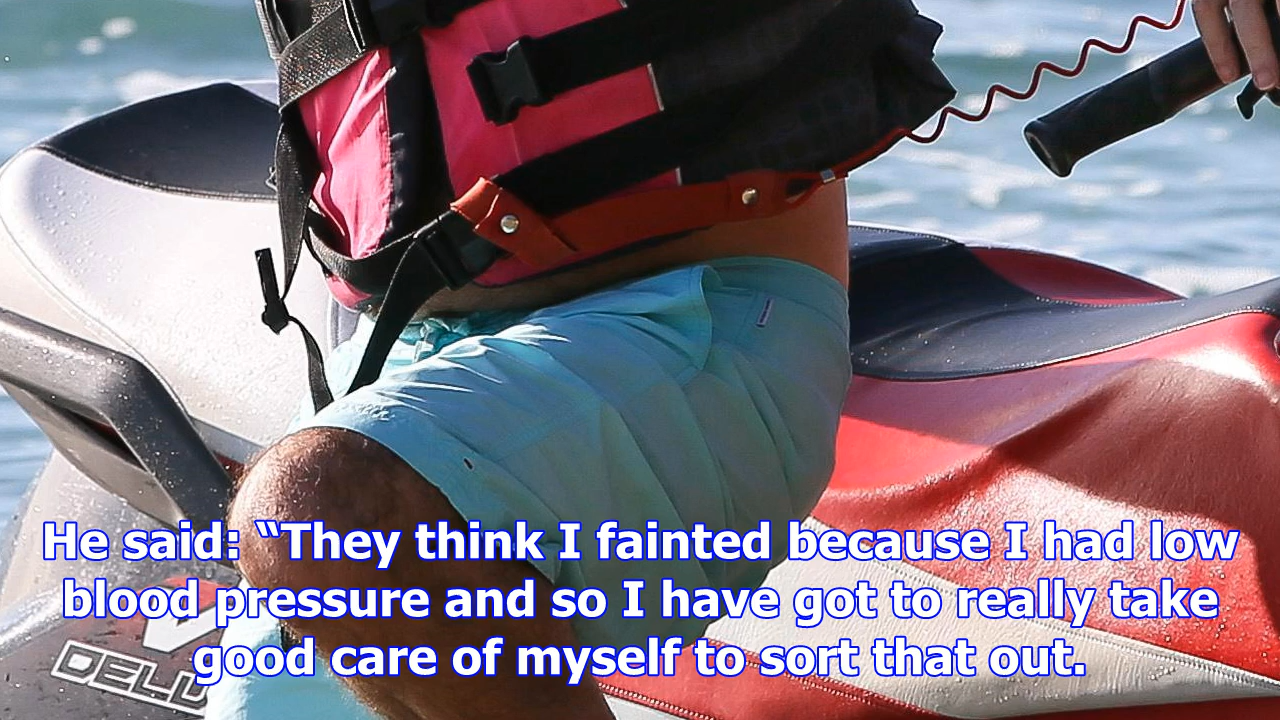 He said: “They think I fainted because I had low
blood pressure and so I have got to really take
good care of myself to sort that out.